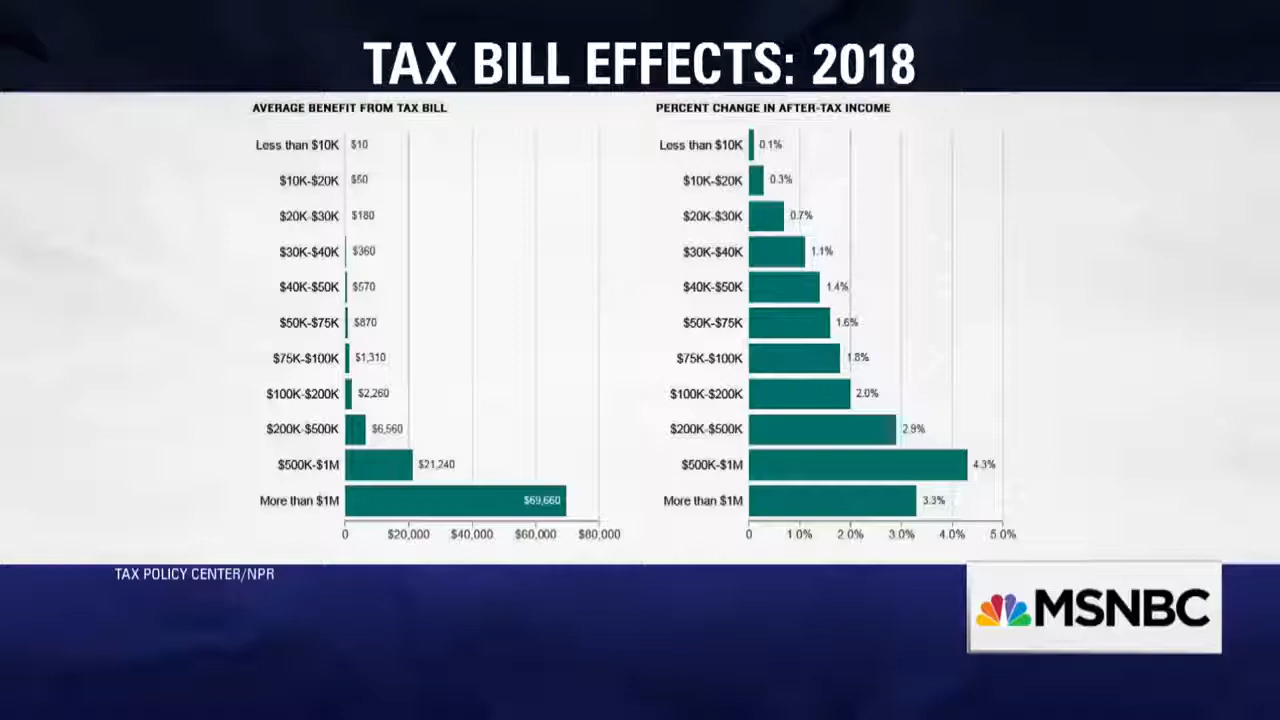 TAX BILL EFFECTS: 2018
AVERAGE BENEFIT FROM TAX BILL
Less than $10K $10
$10K-$20K $50
$20K-$30K $180
$30K-$40K $360
$40K-$50K $570
$50K-$75K $870
$75K-$100K $1,310
$100K-$200K $2,260
$200K-$500K $6,560
$500K-$1M $21,240
More than $1M $69,660
0 $20,000 $40,000 $60,000 $80,000
PERCENT CHANGE IN AFTER-TAX INCOME
Less than $10K 0.1%
$10K-$20K 0.3%
$20K-$30K 0.7%
$30K-$40K 1.1%
$40K-$50K 1.4%
$50K-$75K 1.6%
$75K-$100K 1.8%
$100K-$200K 2.0%
$200K-$500K 2.9%
$500K-$1M 4.3%
More than $1M 3.3%
0 1.0% 2.0% 3.0% 4.0% 5.0%
TAX POLICY CENTER/NPR
MSNBC